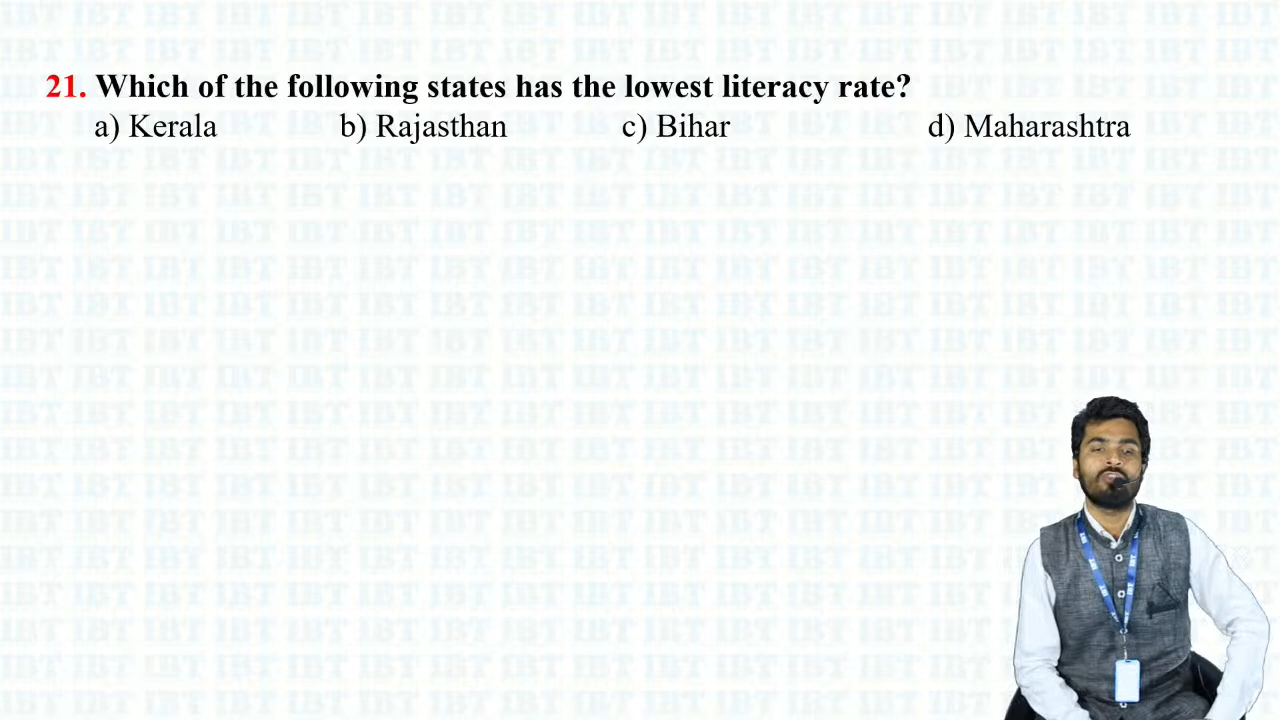 21. Which of the following states has the lowest literacy rate?
a) Kerala b) Rajasthan c) Bihar d) Maharashtra